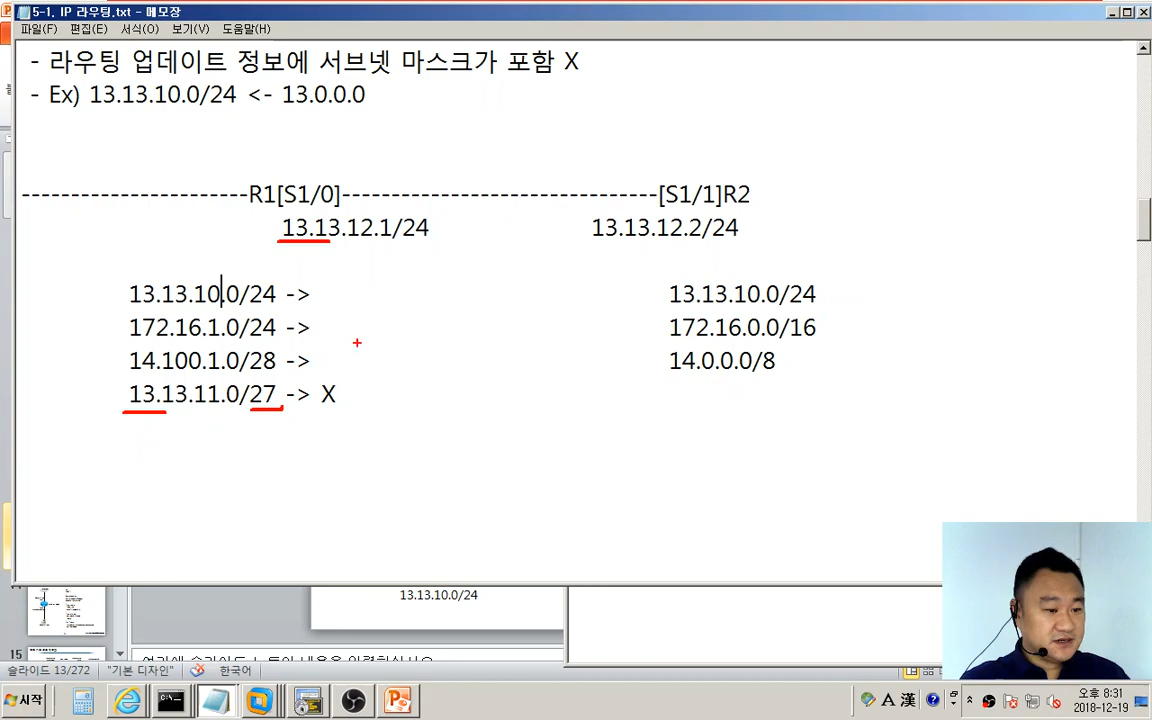 5-1. IP 라우팅.txt - 메모장
파일(F) 편집(E) 서식(O) 보기(V) 도움말(H)
- 라우팅 업데이트 정보에 서브넷 마스크가 포함 X
- Ex) 13.13.10.0/24 <- 13.0.0.0
-----------------------R1[S1/0]--------------------------------[S1/1]R2
13.13.12.1/24 13.13.12.2/24
13.13.10.0/24 -> 13.13.10.0/24
172.16.1.0/24 -> 172.16.0.0/16
14.100.1.0/28 -> 14.0.0.0/8
13.13.11.0/27 -> X
13.13.10.0/24
15
슬라이드 13/272 "기본 디자인" 한국어
시작 A 漢 오후 8:31
2018-12-19